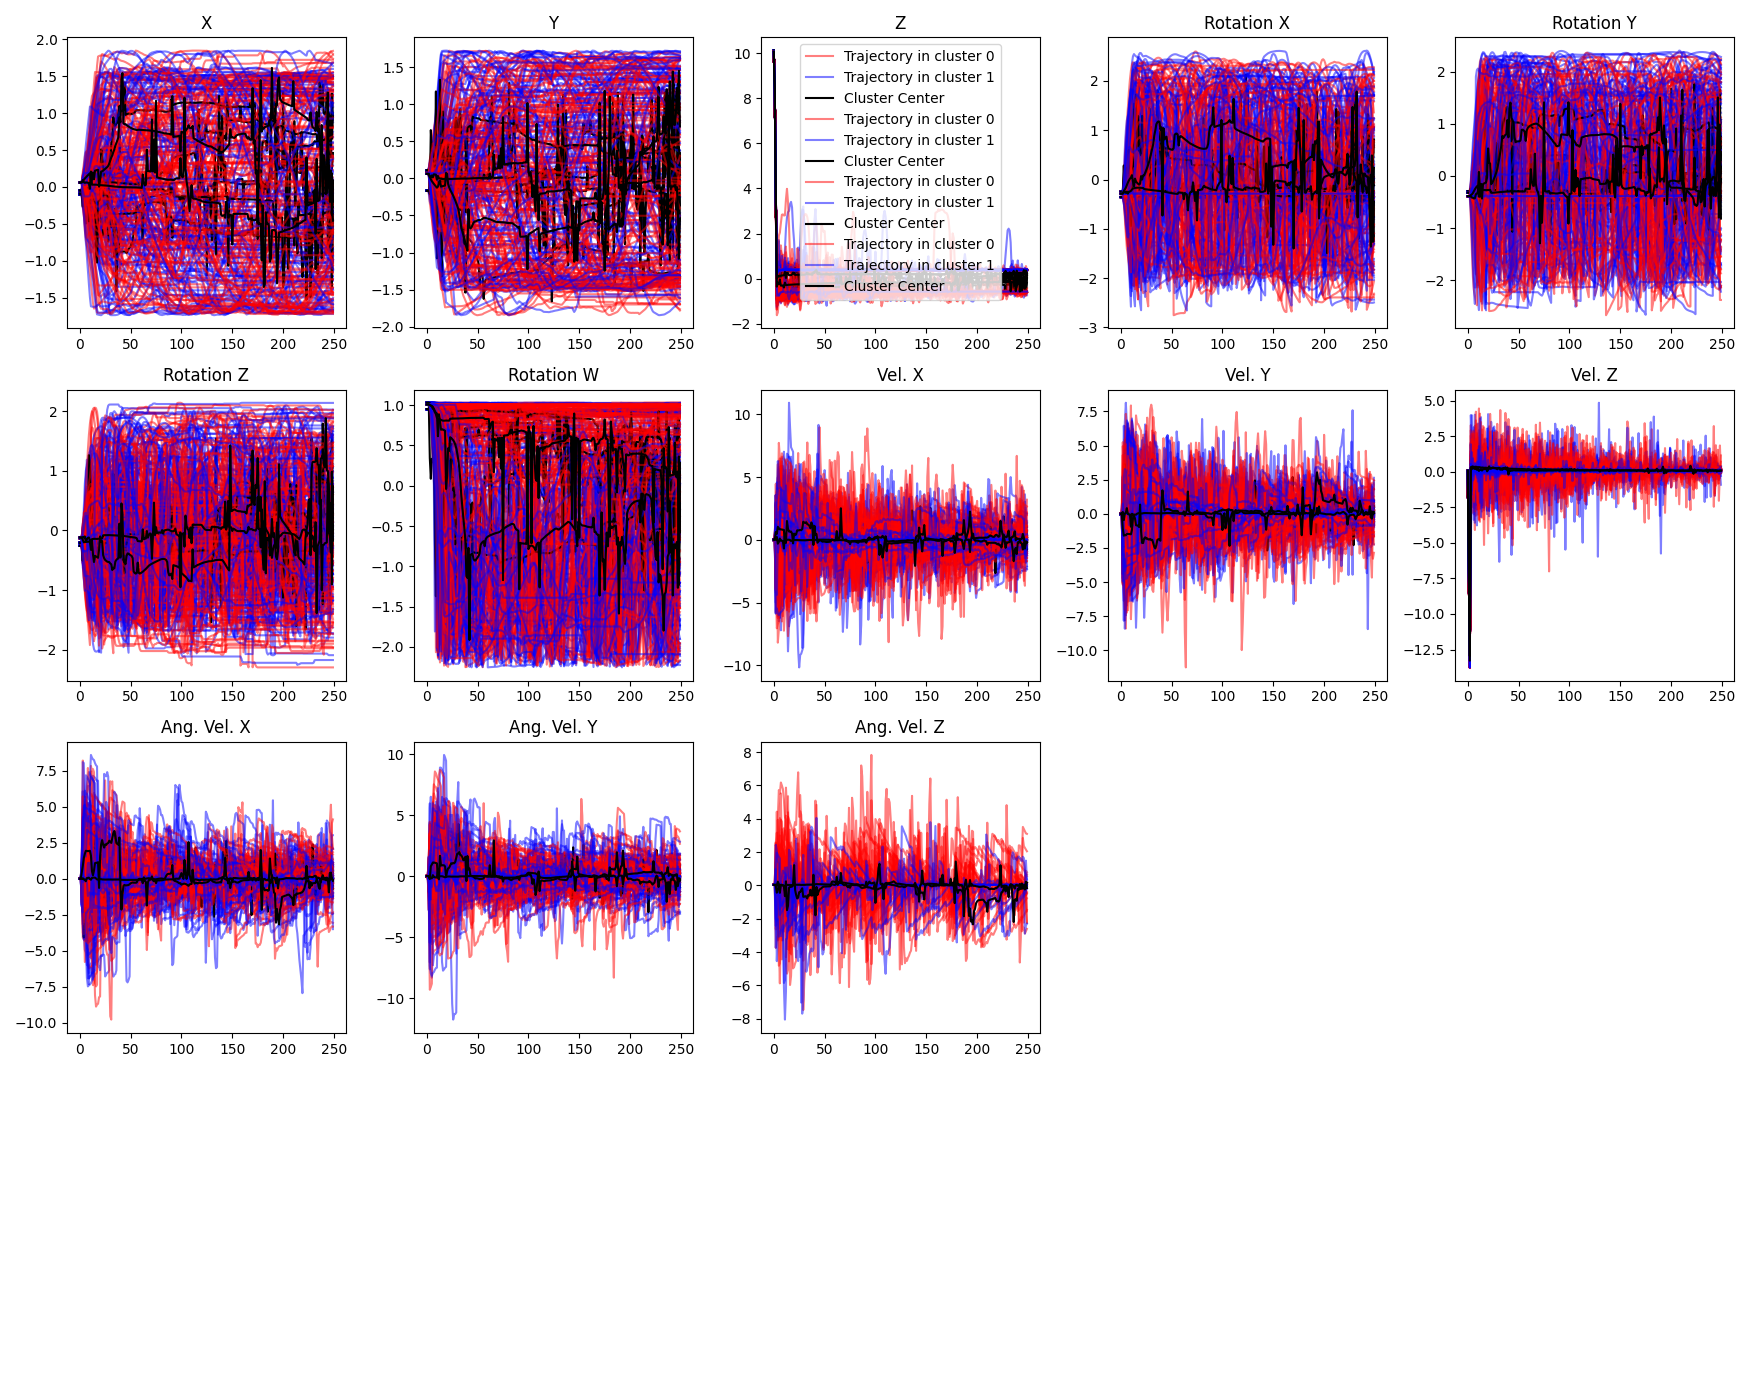 X
2.0
1.5
1.0
0.5
0.0
−0.5
−1.0
−1.5
0 50 100 150 200 250
Y
1.5
1.0
0.5
0.0
−0.5
−1.0
−1.5
−2.0
0 50 100 150 200 250
Z
10
8
6
4
2
0
−2
0 50 100 150 200 250
Trajectory in cluster 0
Trajectory in cluster 1
Cluster Center
Trajectory in cluster 0
Trajectory in cluster 1
Cluster Center
Trajectory in cluster 0
Trajectory in cluster 1
Cluster Center
Trajectory in cluster 0
Trajectory in cluster 1
Cluster Center
Rotation X
2
1
0
−1
−2
−3
0 50 100 150 200 250
Rotation Y
2
1
0
−1
−2
0 50 100 150 200 250
Rotation Z
2
1
0
−1
−2
0 50 100 150 200 250
Rotation W
1.0
0.5
0.0
−0.5
−1.0
−1.5
−2.0
0 50 100 150 200 250
Vel. X
10
5
0
−5
−10
0 50 100 150 200 250
Vel. Y
7.5
5.0
2.5
0.0
−2.5
−5.0
−7.5
−10.0
0 50 100 150 200 250
Vel. Z
5.0
2.5
0.0
−2.5
−5.0
−7.5
−10.0
−12.5
0 50 100 150 200 250
Ang. Vel. X
7.5
5.0
2.5
0.0
−2.5
−5.0
−7.5
−10.0
0 50 100 150 200 250
Ang. Vel. Y
10
5
0
−5
−10
0 50 100 150 200 250
Ang. Vel. Z
8
6
4
2
0
−2
−4
−6
−8
0 50 100 150 200 250